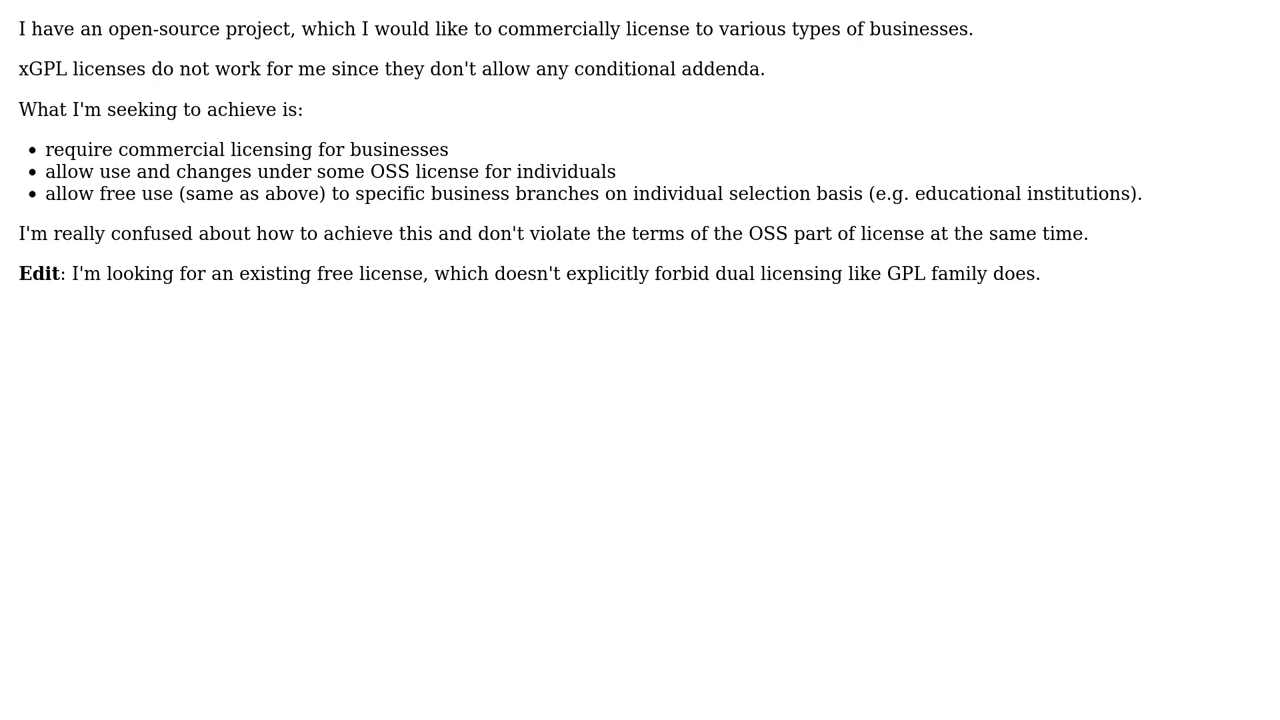 I have an open-source project, which I would like to commercially license to various types of businesses.
xGPL licenses do not work for me since they don't allow any conditional addenda.
What I'm seeking to achieve is:
• require commercial licensing for businesses
• allow use and changes under some OSS license for individuals
• allow free use (same as above) to specific business branches on individual selection basis (e.g. educational institutions).
I'm really confused about how to achieve this and don't violate the terms of the OSS part of license at the same time.
Edit: I'm looking for an existing free license, which doesn't explicitly forbid dual licensing like GPL family does.